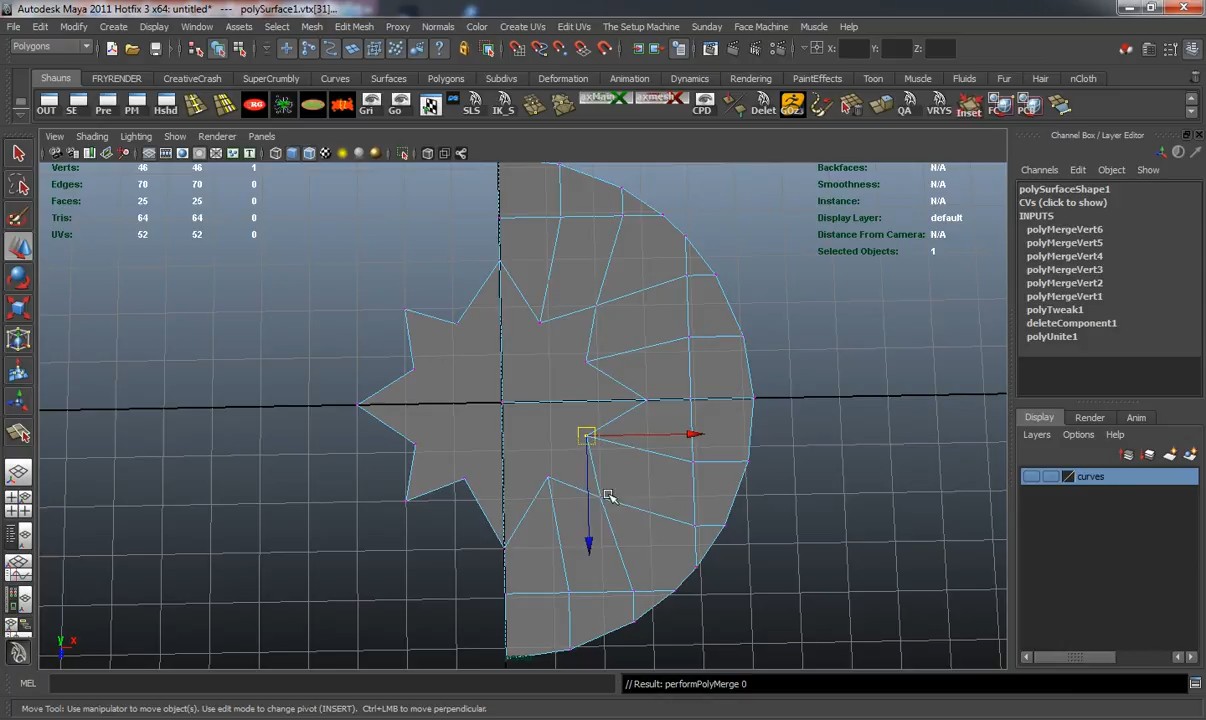 Autodesk Maya 2011 Hotfix 3 x64: untitled* --- polySurface1.vtx[31]...
File Edit Modify Create Display Window Assets Select Mesh Edit Mesh Proxy Normals Color Create UVs Edit UVs The Setup Machine Sunday Face Machine Muscle Help
Polygons X: Y: Z:
Shauns FRYRENDER CreativeCrash SuperCrumbly Curves Surfaces Polygons Subdivs Deformation Animation Dynamics Rendering PaintEffects Toon Muscle Fluids Fur Hair nCloth
OUT SF Pre PM Hshd RG Gri Go SLS IK_S CPD Delet GOz QA VRYS Inset
View Shading Lighting Show Renderer Panels
Verts: 46 46 1
Edges: 70 70 0
Faces: 25 25 0
Tris: 64 64 0
UVs: 52 52 0
Backfaces: N/A
Smoothness: N/A
Instance: N/A
Display Layer: default
Distance From Camera: N/A
Selected Objects: 1
Channel Box / Layer Editor
Channels Edit Object Show
polySurfaceShape1
CVs (click to show)
INPUTS
polyMergeVert6
polyMergeVert5
polyMergeVert4
polyMergeVert3
polyMergeVert2
polyMergeVert1
polyTweak1
deleteComponent1
polyUnite1
Display Render Anim
Layers Options Help
curves
y x
MEL // Result: performPolyMerge 0
Move Tool: Use manipulator to move object(s). Use edit mode to change pivot (INSERT). Ctrl+LMB to move perpendicular.